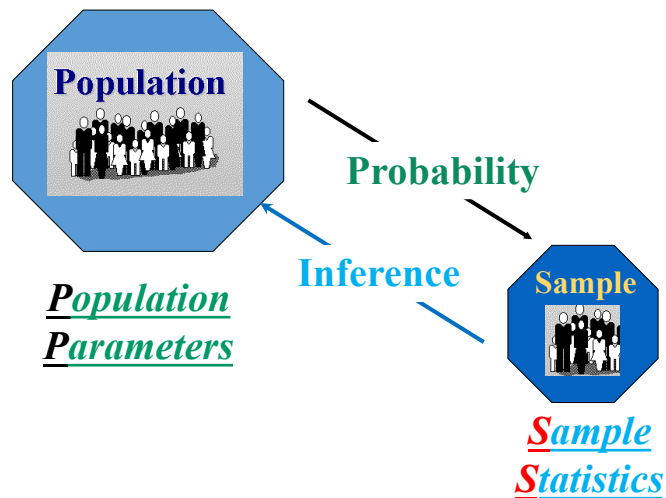 Population
Probability
Inference
Sample
Population
Parameters
Sample
Statistics